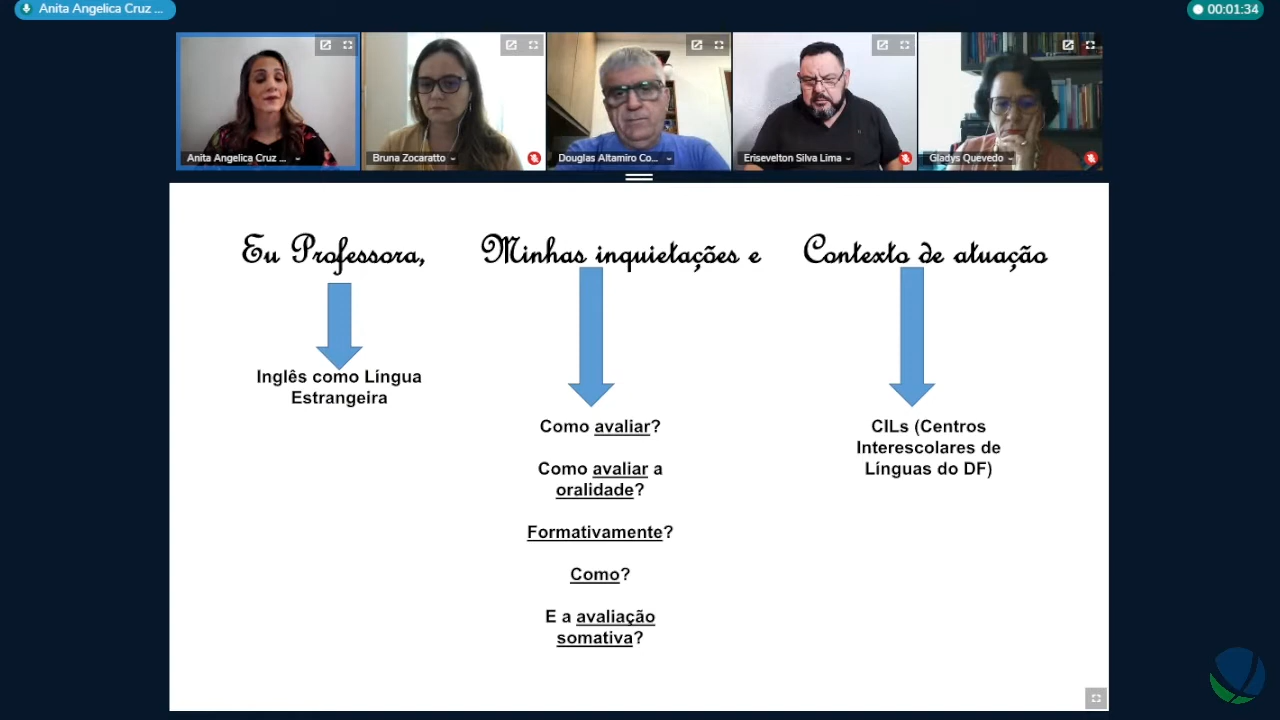 Anita Angelica Cruz ...
00:01:34
Anita Angelica Cruz ...
Bruna Zocaratto
Douglas Altamiro Co...
Erisevelton Silva Lima
Gladys Quevedo
Eu Professora,
Minhas inquietações e
Contexto de atuação
Inglês como Língua
Estrangeira
Como avaliar?
Como avaliar a
oralidade?
Formativamente?
Como?
E a avaliação
somativa?
CILs (Centros
Interescolares de
Línguas do DF)